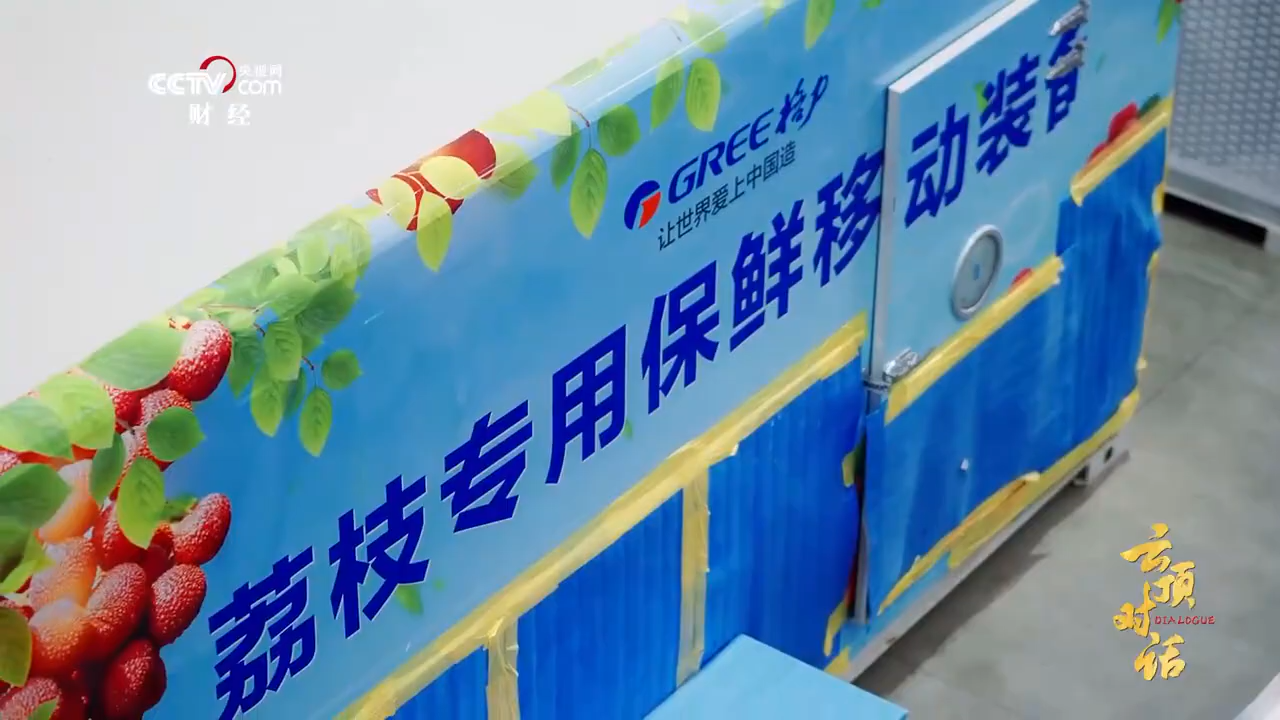 CCTV.com 央视网
财经
GREE 格力
让世界爱上中国造
荔枝专用保鲜移动装备
云顶对话
DIALOGUE